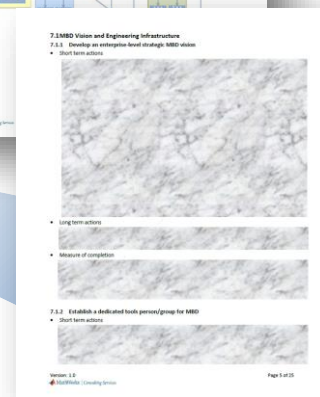 7.1MBD Vision and Engineering Infrastructure
7.1.1 Develop an enterprise-level strategic MBD vision
• Short term actions
• Long term actions
• Measure of completion
7.1.2 Establish a dedicated tools person/group for MBD
• Short term actions
Version: 1.0
Page 5 of 25
MathWorks | Consulting Services